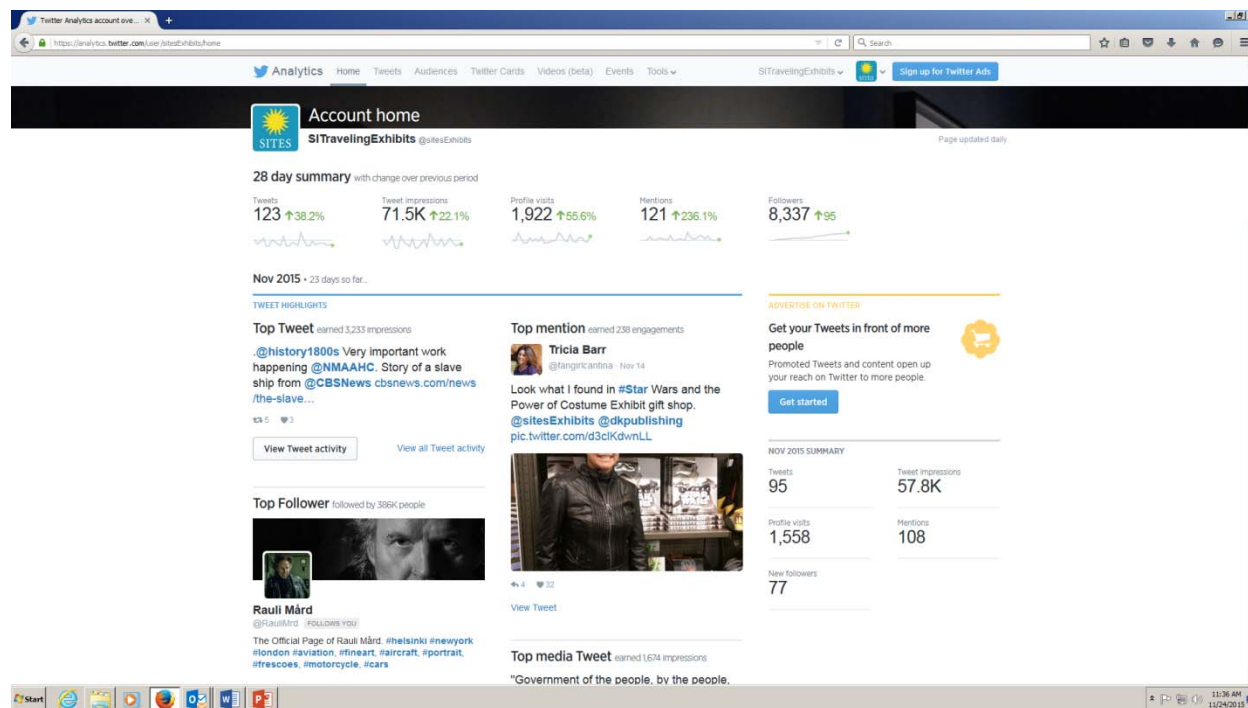 Twitter Analytics account ove...
https://analytics.twitter.com/user/sitesExhibits/home
Search
Analytics Home Tweets Audiences Twitter Cards Videos (beta) Events Tools
SITravelingExhibits
Sign up for Twitter Ads
Account home
SITES
SITravelingExhibits @sitesExhibits
Page updated daily
28 day summary with change over previous period
Tweets
123 ↑38.2%
Tweet impressions
71.5K ↑22.1%
Profile visits
1,922 ↑55.6%
Mentions
121 ↑236.1%
Followers
8,337 ↑95
Nov 2015 • 23 days so far...
TWEET HIGHLIGHTS
Top Tweet earned 3,233 impressions
.@history1800s Very important work
happening @NMAAHC. Story of a slave
ship from @CBSNews cbsnews.com/news
/the-slave…
5 3
View Tweet activity
View all Tweet activity
Top Follower followed by 386K people
Rauli Mård
@RauliMrd FOLLOWS YOU
The Official Page of Rauli Mård. #helsinki #newyork
#london #aviation, #fineart, #aircraft, #portrait,
#frescoes, #motorcycle, #cars
Top mention earned 238 engagements
Tricia Barr
@fangirlcantina Nov 14
Look what I found in #Star Wars and the
Power of Costume Exhibit gift shop.
@sitesExhibits @dkpublishing
pic.twitter.com/d3clKdwnLL
4 32
View Tweet
Top media Tweet earned 1,674 impressions
"Government of the people, by the people,
ADVERTISE ON TWITTER
Get your Tweets in front of more
people
Promoted Tweets and content open up
your reach on Twitter to more people.
Get started
NOV 2015 SUMMARY
Tweets
95
Tweet impressions
57.8K
Profile visits
1,558
Mentions
108
New followers
77
Start
11:36 AM
11/24/2015